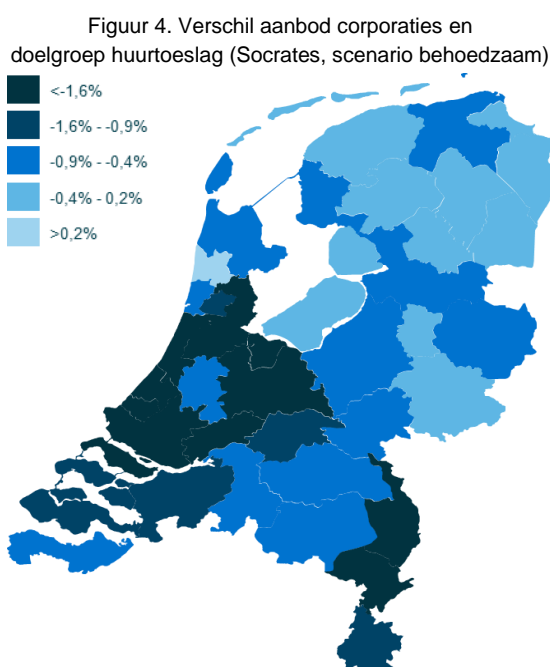 Figuur 4. Verschil aanbod corporaties en
doelgroep huurtoeslag (Socrates, scenario behoedzaam)
<-1,6%
-1,6% - -0,9%
-0,9% - -0,4%
-0,4% - 0,2%
>0,2%